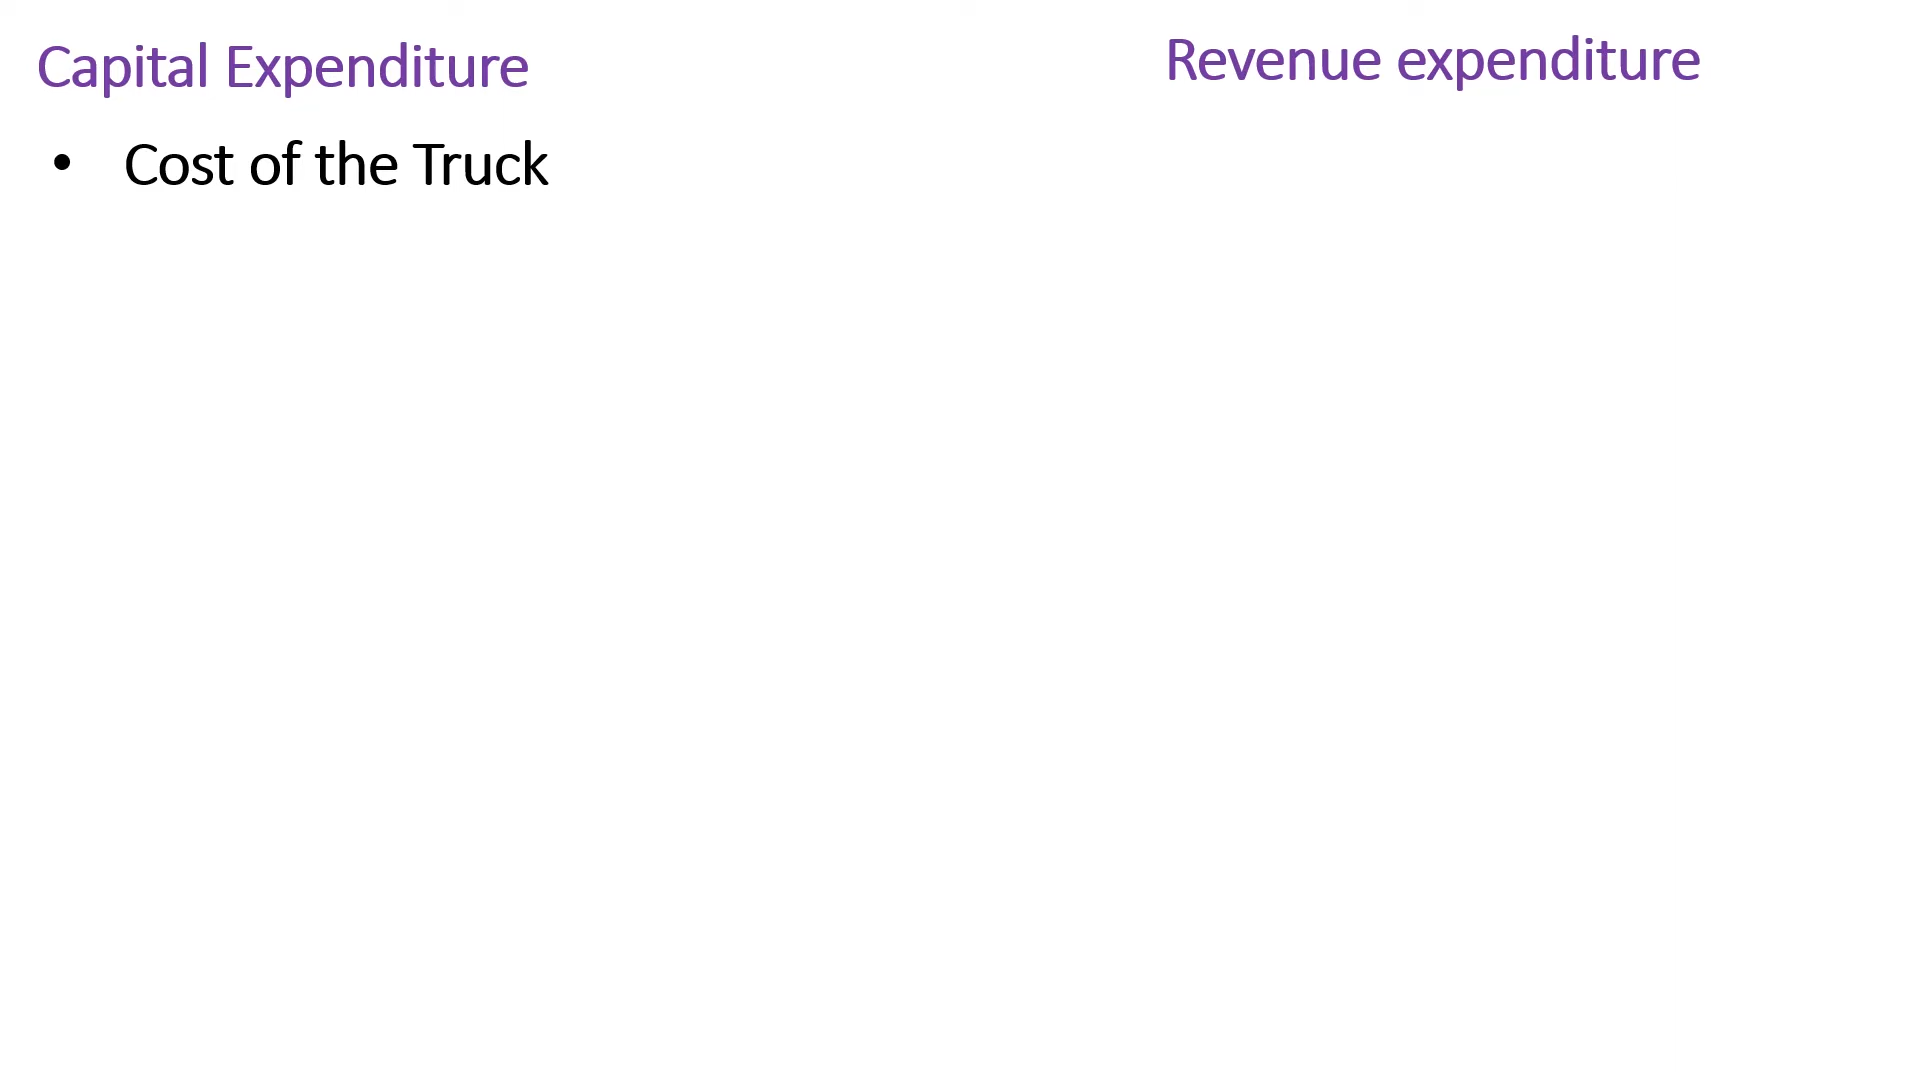 Capital Expenditure
Revenue expenditure
• Cost of the Truck